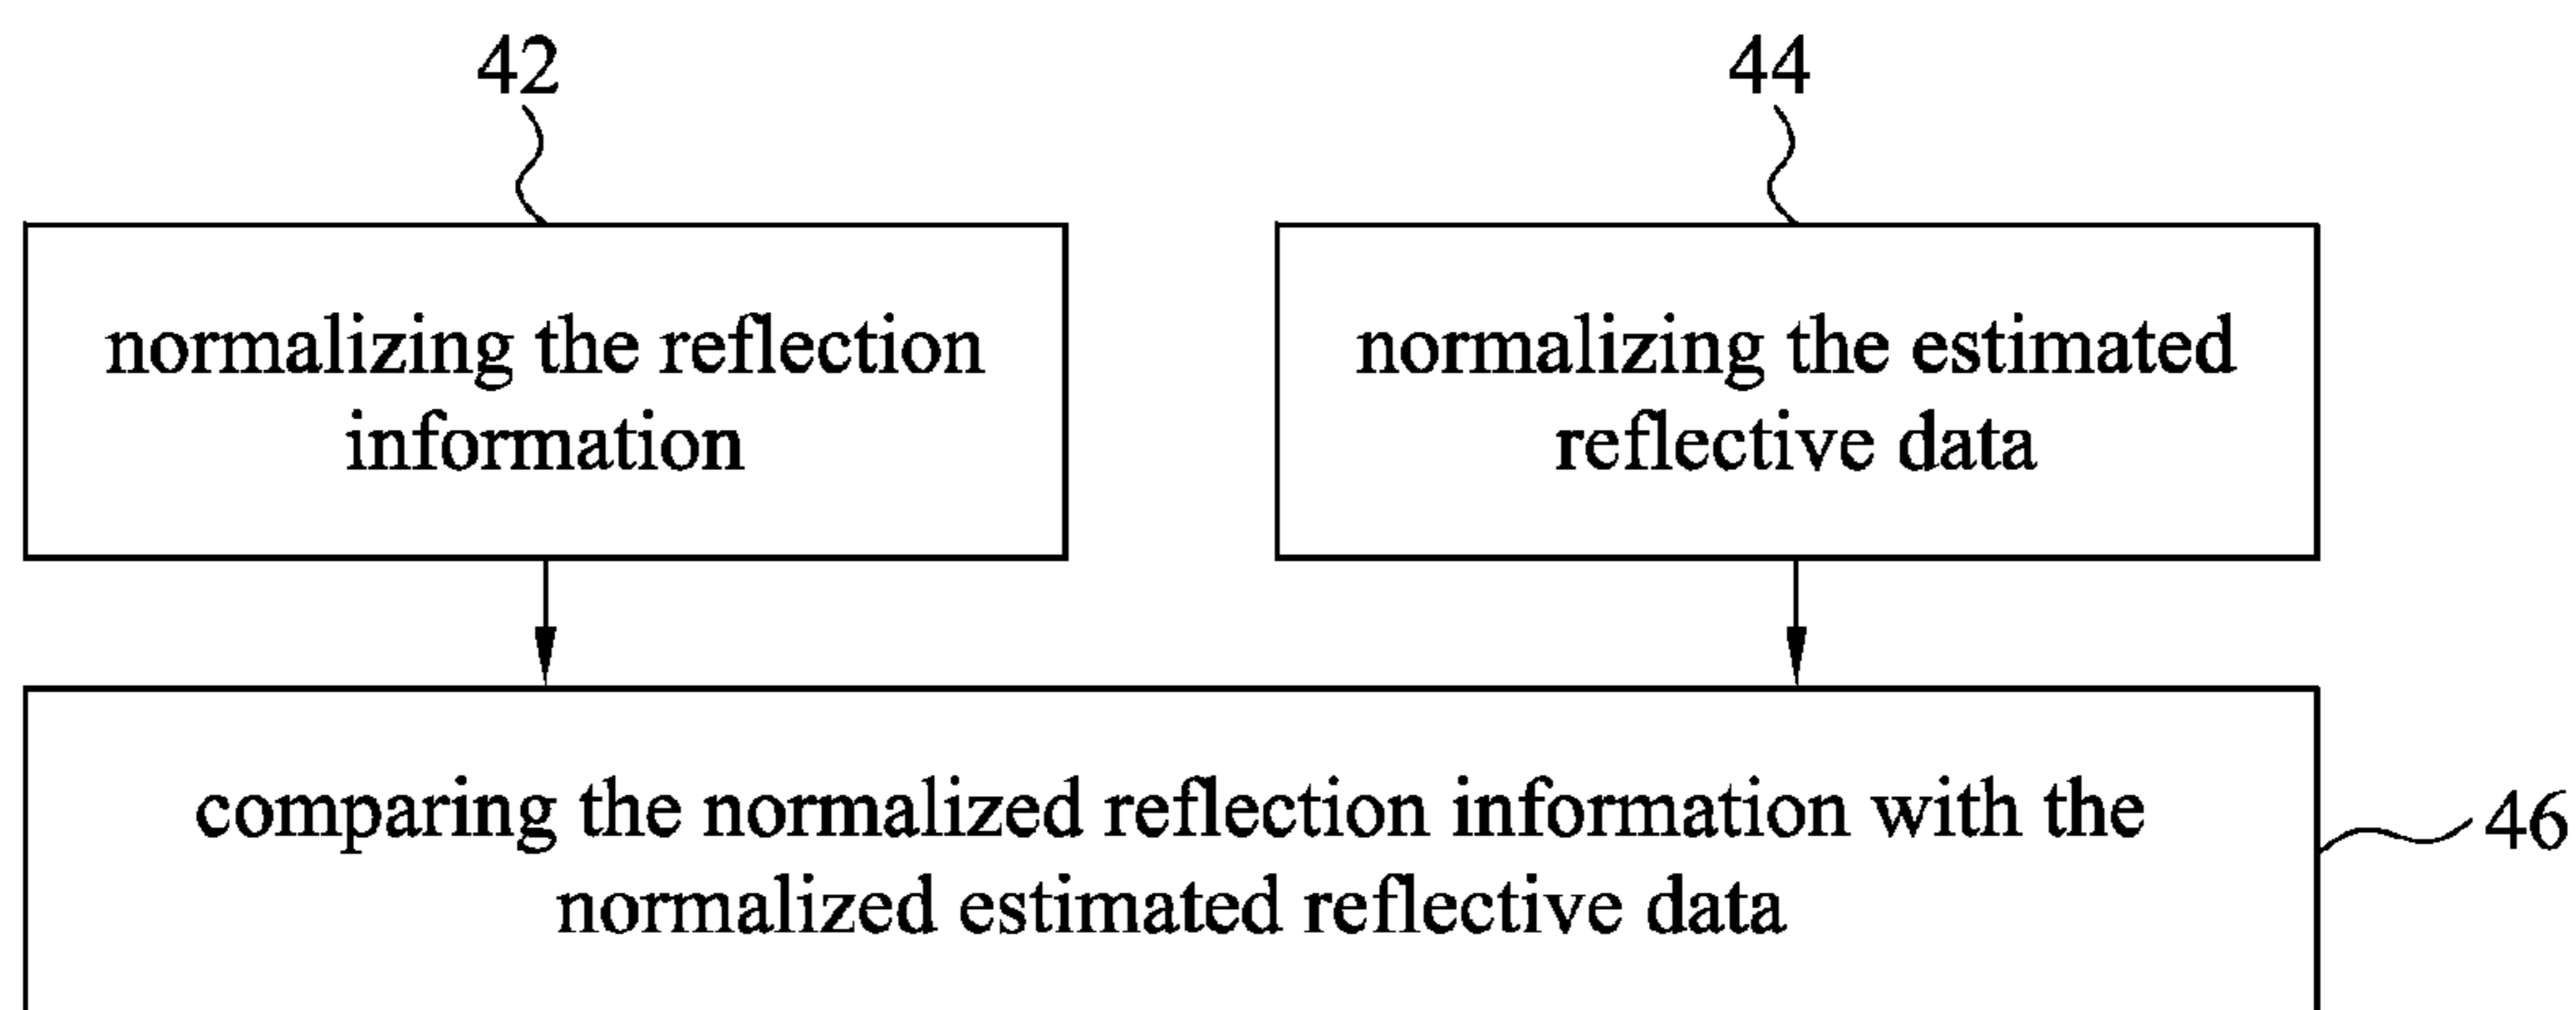 42
44
normalizing the reflection
information
normalizing the estimated
reflective data
comparing the normalized reflection information with the
normalized estimated reflective data
46